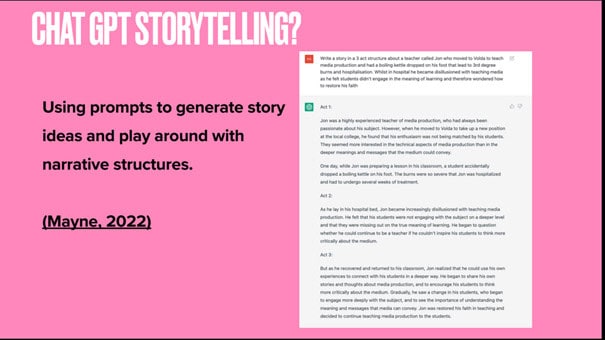 CHAT GPT STORYTELLING?
Using prompts to generate story
ideas and play around with
narrative structures.
(Mayne, 2022)
Write a story in a 3 act structure about a teacher called Jon who moved to Volda to teach
media production and had a boiling kettle dropped on his foot that lead to 3rd degree
burns and hospitalisation. Whilst in hospital he became disillusioned with teaching media
as he felt students didn't engage in the meaning of learning and therefore wondered how
to restore his faith
Act 1:
Jon was a highly experienced teacher of media production, who had always been
passionate about his subject. However, when he moved to Volda to take up a new position
at the local college, he found that his enthusiasm was not being matched by his students.
They seemed more interested in the technical aspects of media production than in the
deeper meanings and messages that the medium could convey.
One day, while Jon was preparing a lesson in his classroom, a student accidentally
dropped a boiling kettle on his foot. The burns were so severe that Jon was hospitalized
and had to undergo several weeks of treatment.
Act 2:
As he lay in his hospital bed, Jon became increasingly disillusioned with teaching media
production. He felt that his students were not engaging with the subject on a deeper level
and that they were missing out on the true meaning of learning. He began to question
whether he could continue to be a teacher if he couldn't inspire his students to think more
critically about the medium.
Act 3:
But as he recovered and returned to his classroom, Jon realized that he could use his own
experiences to connect with his students in a deeper way. He began to share his own
stories and thoughts about media production, and to encourage his students to think
more critically about the medium. Gradually, he saw a change in his students, who began
to engage more deeply with the subject, and to see the importance of understanding the
meaning and messages that media can convey. Jon was restored his faith in teaching and
decided to continue teaching media production to the students.